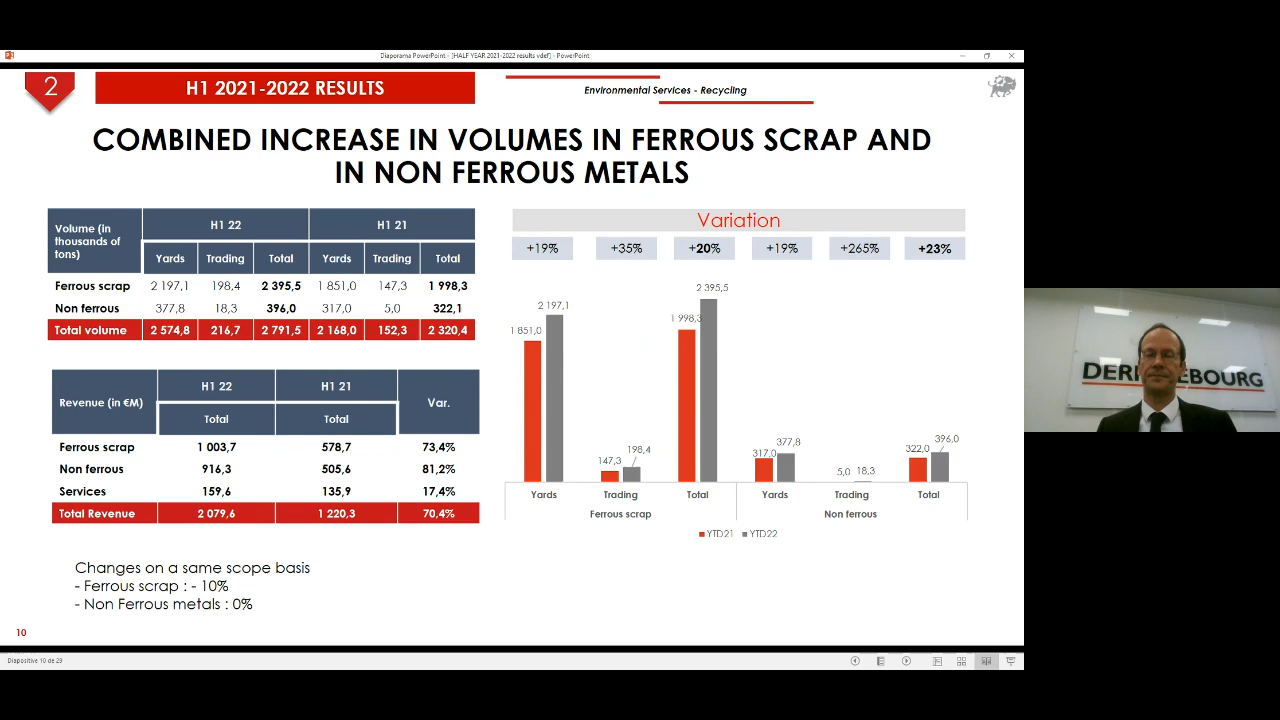 Diaporama PowerPoint - [HALF YEAR 2021-2022 results vdef] - PowerPoint
2
H1 2021-2022 RESULTS
Environmental Services - Recycling
COMBINED INCREASE IN VOLUMES IN FERROUS SCRAP AND
IN NON FERROUS METALS
Volume (in thousands of tons) H1 22 H1 21
Yards Trading Total Yards Trading Total
Ferrous scrap 2 197,1 198,4 2 395,5 1 851,0 147,3 1 998,3
Non ferrous 377,8 18,3 396,0 317,0 5,0 322,1
Total volume 2 574,8 216,7 2 791,5 2 168,0 152,3 2 320,4
Revenue (in €M) H1 22 H1 21 Var.
Total Total
Ferrous scrap 1 003,7 578,7 73,4%
Non ferrous 916,3 505,6 81,2%
Services 159,6 135,9 17,4%
Total Revenue 2 079,6 1 220,3 70,4%
Changes on a same scope basis
- Ferrous scrap : - 10%
- Non Ferrous metals : 0%
Variation
+19% +35% +20% +19% +265% +23%
1 851,0 2 197,1 147,3 198,4 1 998,3 2 395,5 317,0 377,8 5,0 18,3 322,0 396,0
Yards Trading Total Yards Trading Total
Ferrous scrap Non ferrous
YTD21 YTD22
10
Diapositive 10 de 29